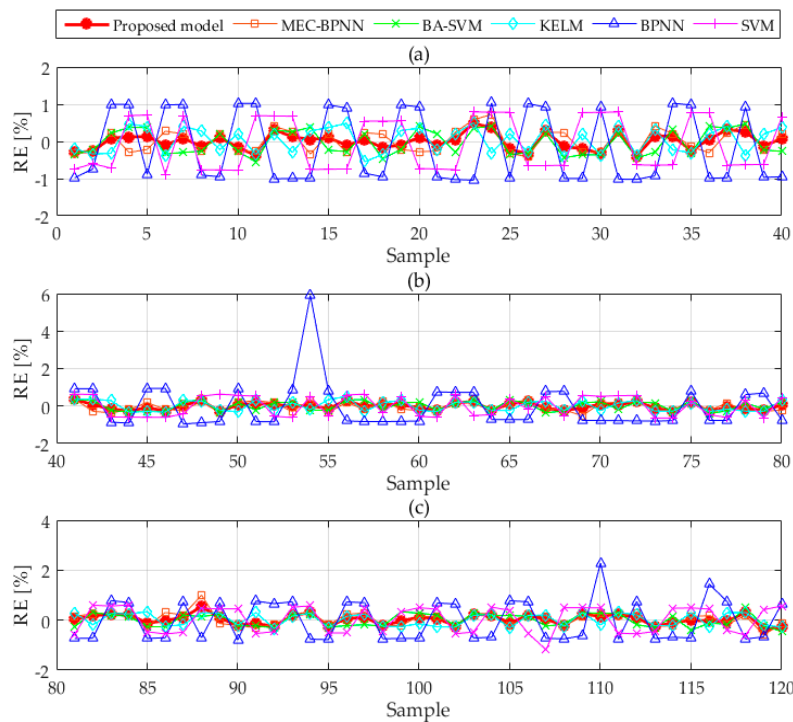 Proposed model MEC-BPNN BA-SVM KELM BPNN SVM
(a)
RE [%]
2
1
0
-1
-2
0 5 10 15 20 25 30 35 40
Sample
(b)
RE [%]
6
4
2
0
-2
40 45 50 55 60 65 70 75 80
Sample
(c)
RE [%]
4
2
0
-2
80 85 90 95 100 105 110 115 120
Sample